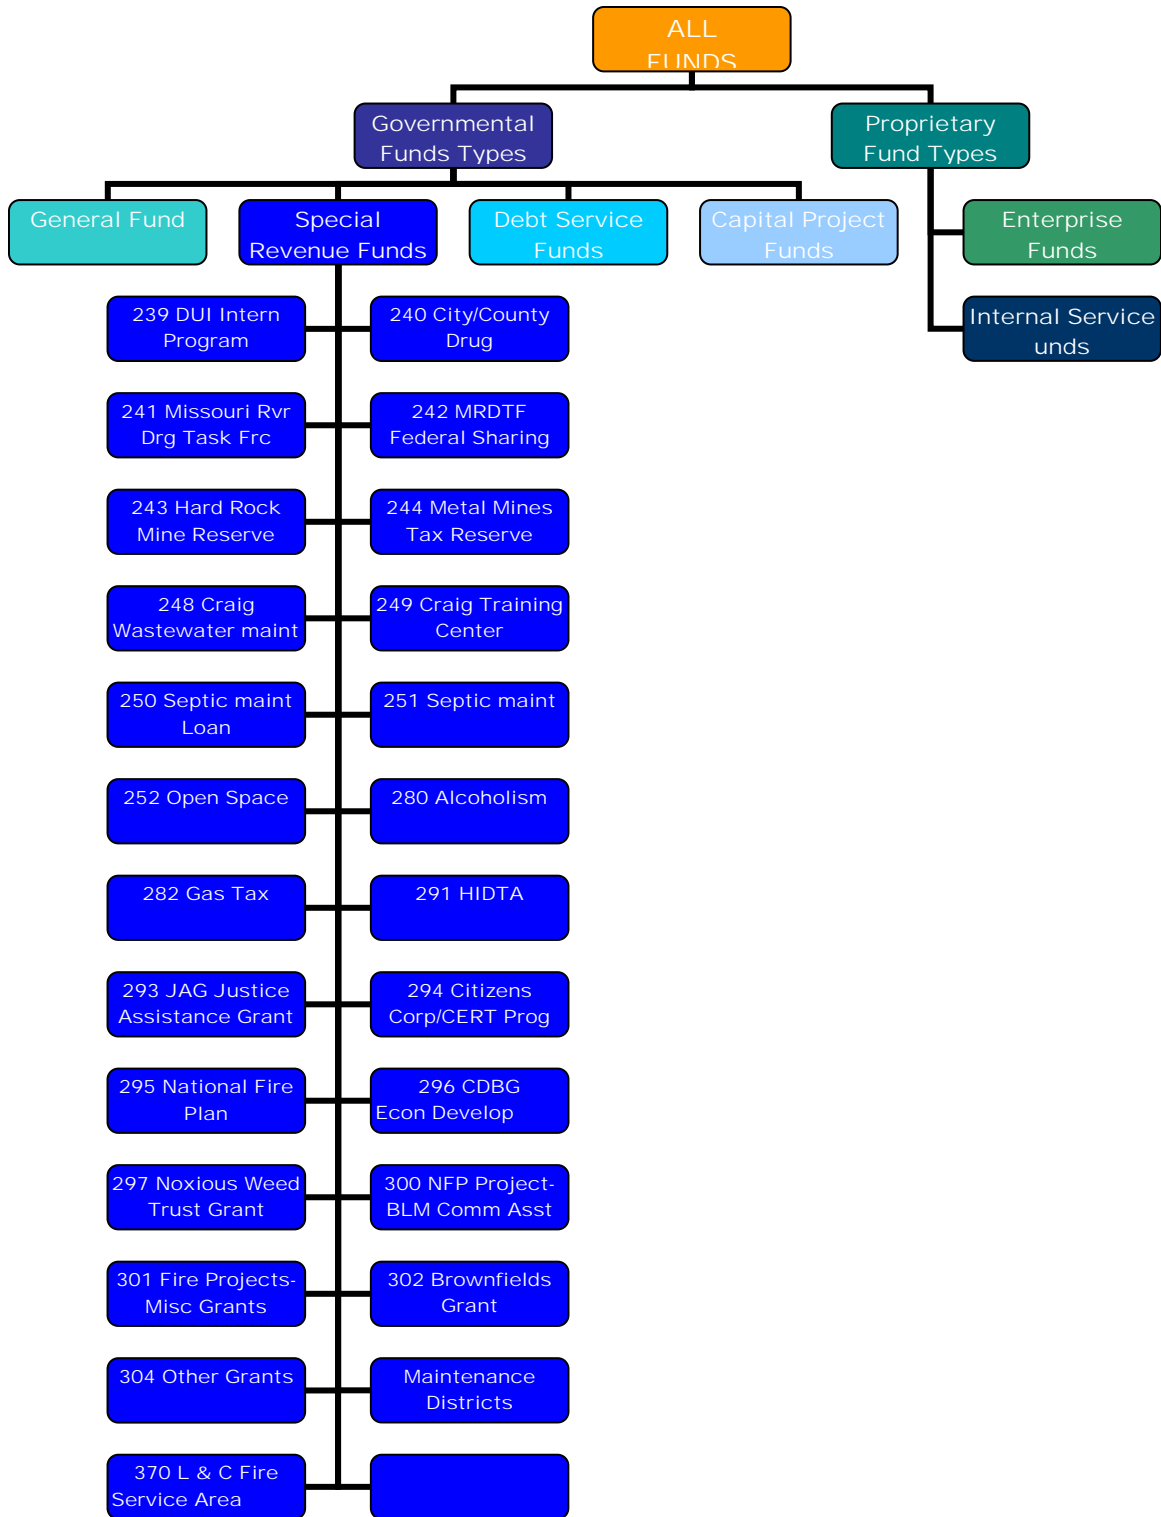 ALL
FUNDS
Governmental
Funds Types
Proprietary
Fund Types
General Fund
Special
Revenue Funds
Debt Service
Funds
Capital Project
Funds
Enterprise
Funds
Internal Service
unds
239 DUI Intern
Program
240 City/County
Drug
241 Missouri Rvr
Drg Task Frc
242 MRDTF
Federal Sharing
243 Hard Rock
Mine Reserve
244 Metal Mines
Tax Reserve
248 Craig
Wastewater maint
249 Craig Training
Center
250 Septic maint
Loan
251 Septic maint
252 Open Space
280 Alcoholism
282 Gas Tax
291 HIDTA
293 JAG Justice
Assistance Grant
294 Citizens
Corp/CERT Prog
295 National Fire
Plan
296 CDBG
Econ Develop
297 Noxious Weed
Trust Grant
300 NFP Project-
BLM Comm Asst
301 Fire Projects-
Misc Grants
302 Brownfields
Grant
304 Other Grants
Maintenance
Districts
370 L & C Fire
Service Area